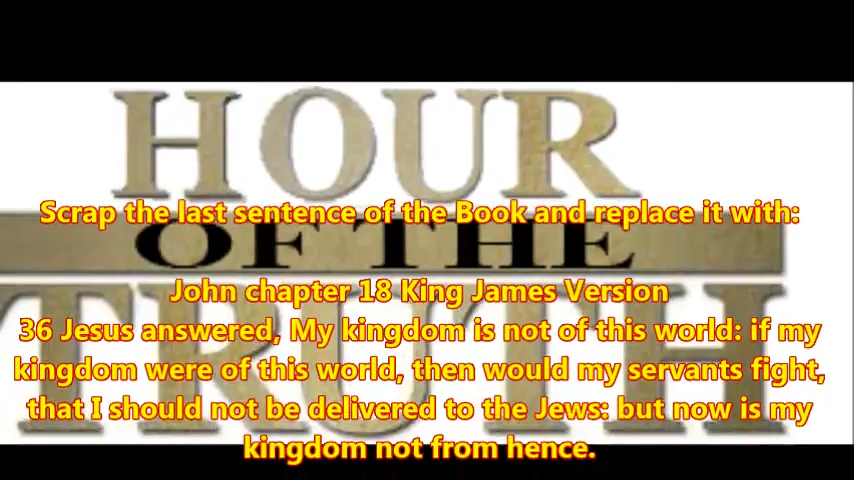 HOUR
Scrap the last sentence of the Book and replace it with:
OF THE
John chapter 18 King James Version
36 Jesus answered, My kingdom is not of this world: if my
TRUTH
kingdom were of this world, then would my servants fight,
that I should not be delivered to the Jews: but now is my
kingdom not from hence.